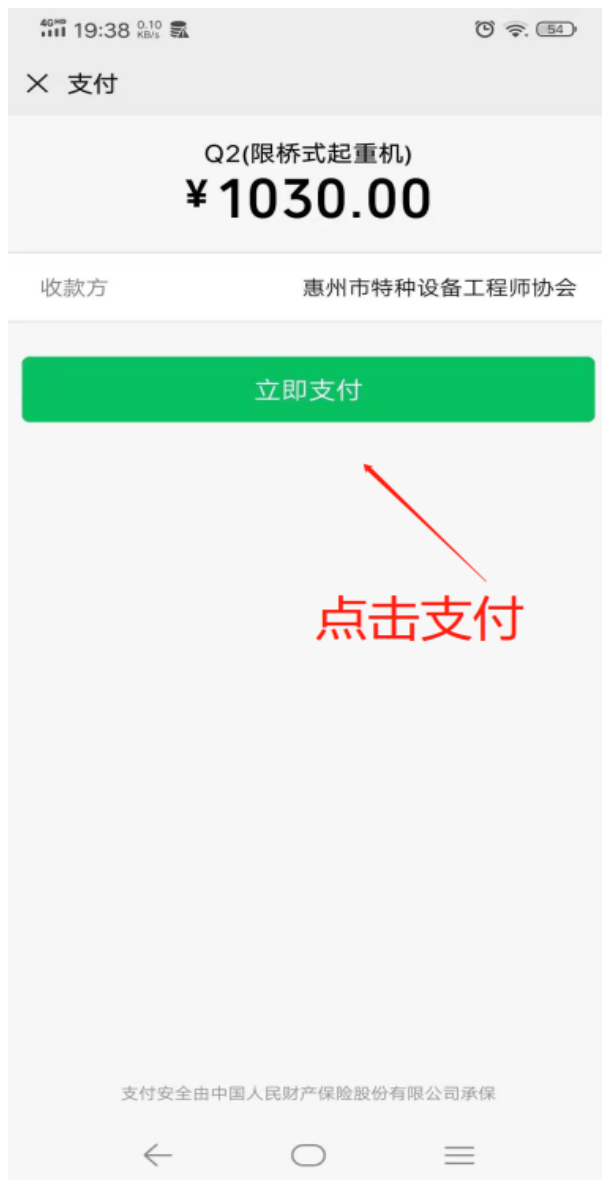 4GHD 19:38 0.10 KB/s 54
× 支付
Q2(限桥式起重机)
¥1030.00
收款方 惠州市特种设备工程师协会
立即支付
点击支付
支付安全由中国人民财产保险股份有限公司承保